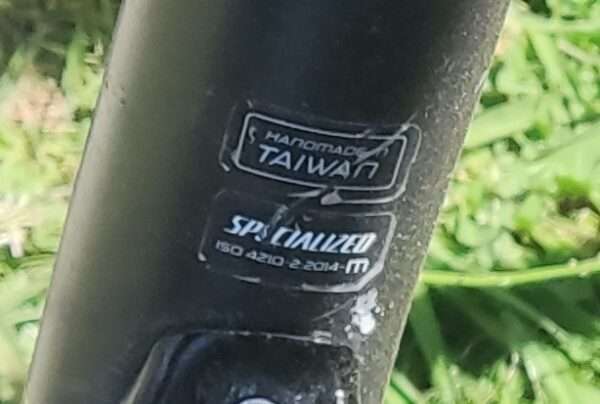 HANDMADE IN
TAIWAN
SPECIALIZED
ISO 4210-2:2014-m